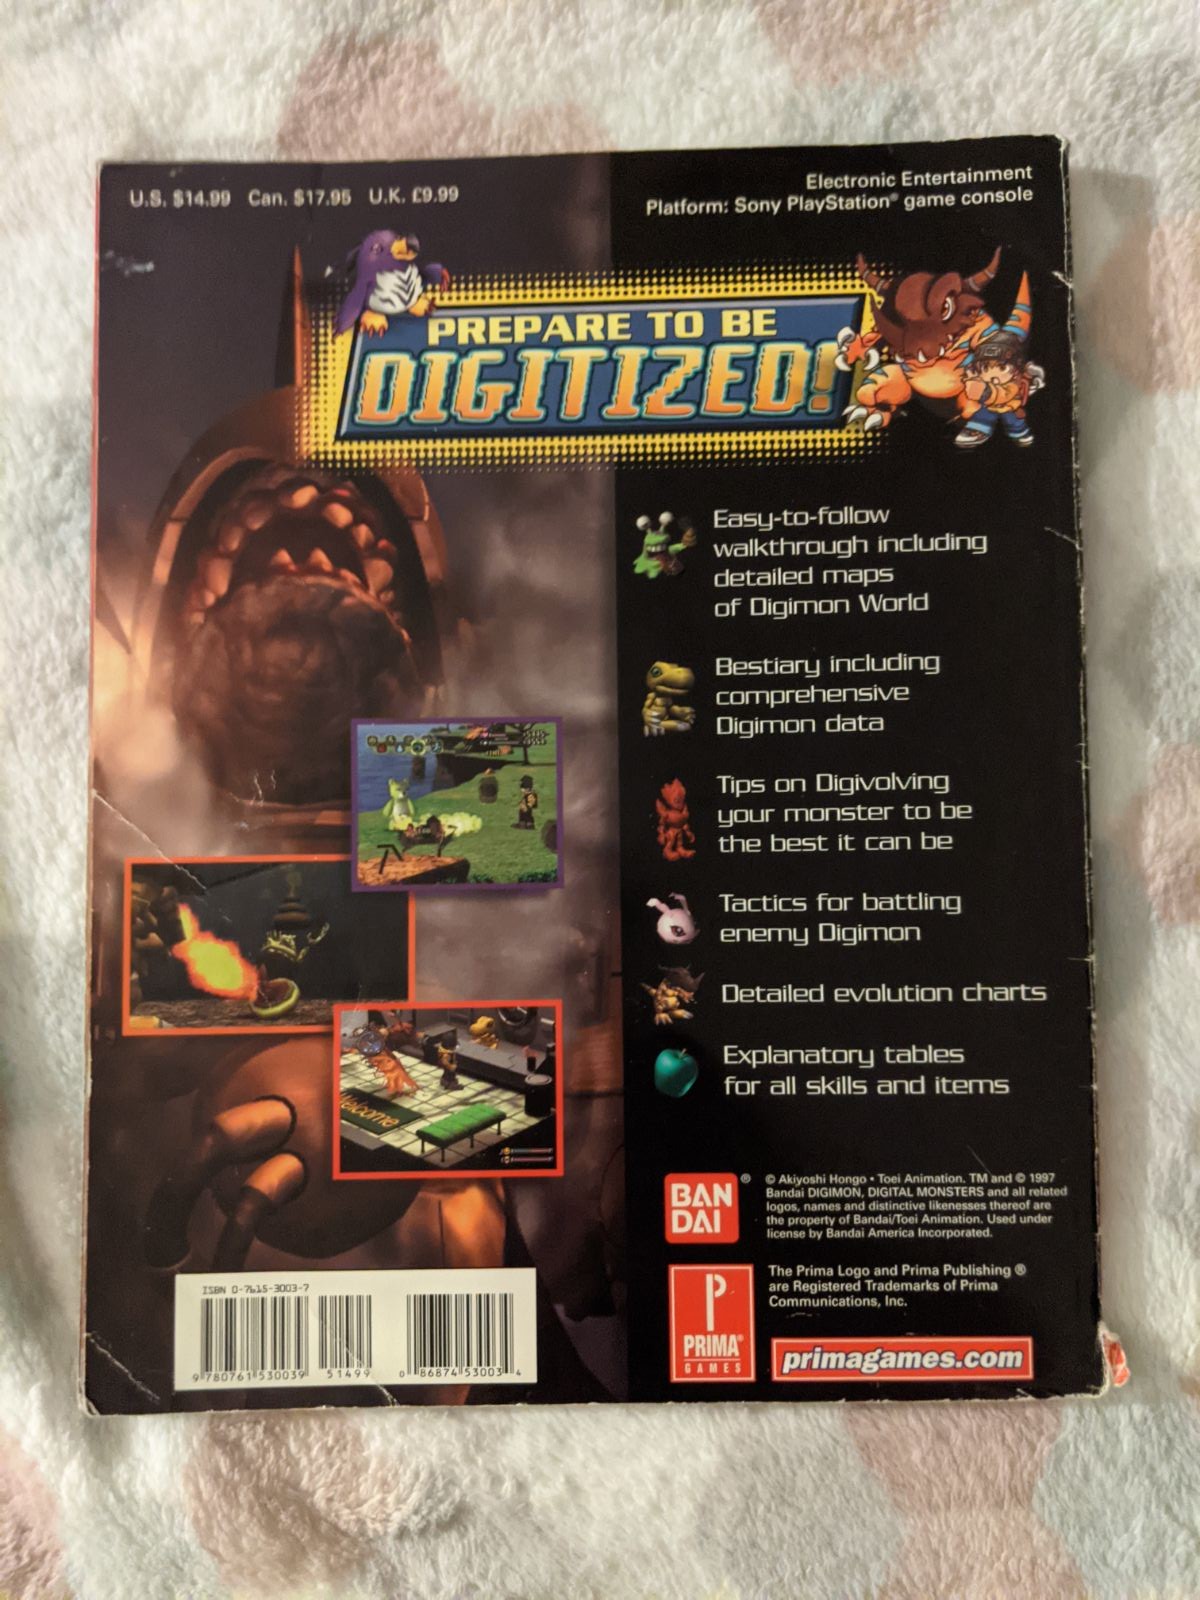 U.S. $14.99 Can. $17.95 U.K. £9.99
Electronic Entertainment
Platform: Sony PlayStation® game console
PREPARE TO BE
DIGITIZED!
Easy-to-follow
walkthrough including
detailed maps
of Digimon World
Bestiary including
comprehensive
Digimon data
Tips on Digivolving
your monster to be
the best it can be
Tactics for battling
enemy Digimon
Detailed evolution charts
Explanatory tables
for all skills and items
Welcome
BAN
DAI
®
© Akiyoshi Hongo • Toei Animation. TM and © 1997
Bandai DIGIMON, DIGITAL MONSTERS and all related
logos, names and distinctive likenesses thereof are
the property of Bandai/Toei Animation. Used under
license by Bandai America Incorporated.
P
PRIMA®
GAMES
The Prima Logo and Prima Publishing ®
are Registered Trademarks of Prima
Communications, Inc.
primagames.com
ISBN 0-7615-3003-7
9 780761 530039
51499
0 86874 53003 4